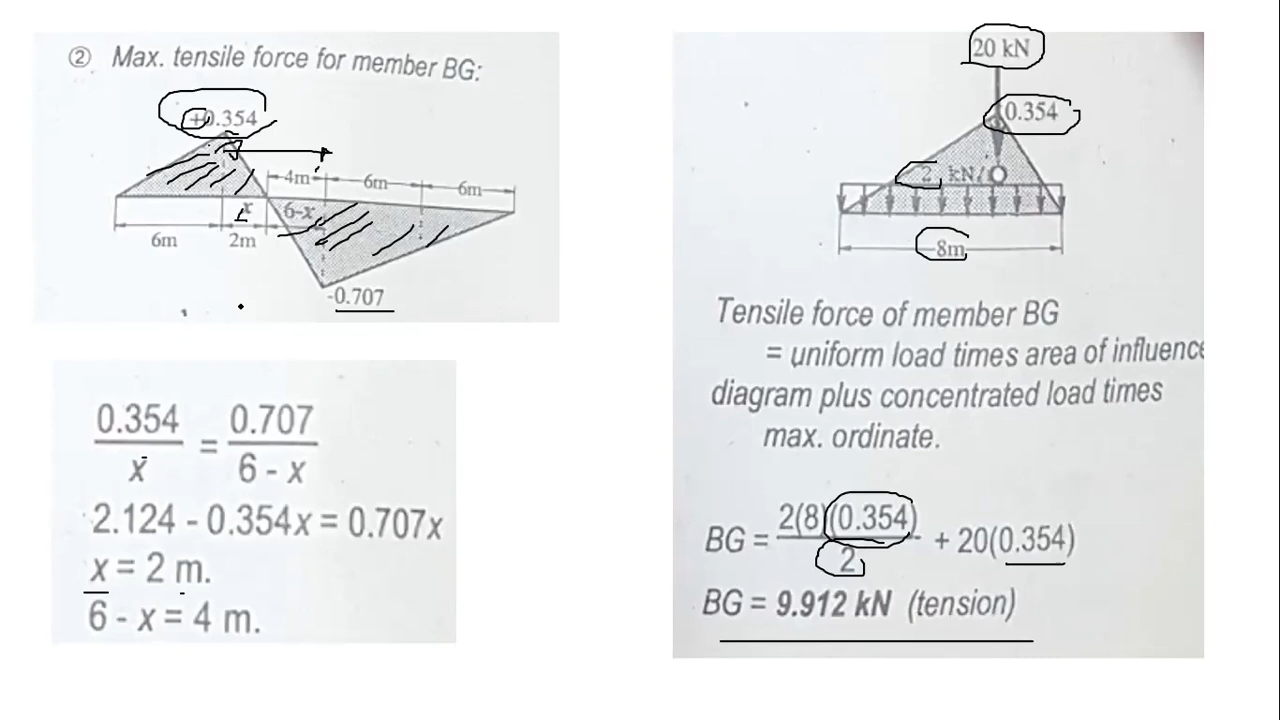 ② Max. tensile force for member BG:
+0.354
4m
6m
6m
x
6-x
6m
2m
-0.707
0.354 / x = 0.707 / 6 - x
2.124 - 0.354x = 0.707x
x = 2 m.
6 - x = 4 m.
20 kN
0.354
2 kN/
8m
Tensile force of member BG
= uniform load times area of influence
diagram plus concentrated load times
max. ordinate.
BG = 2(8)(0.354) / 2 + 20(0.354)
BG = 9.912 kN (tension)